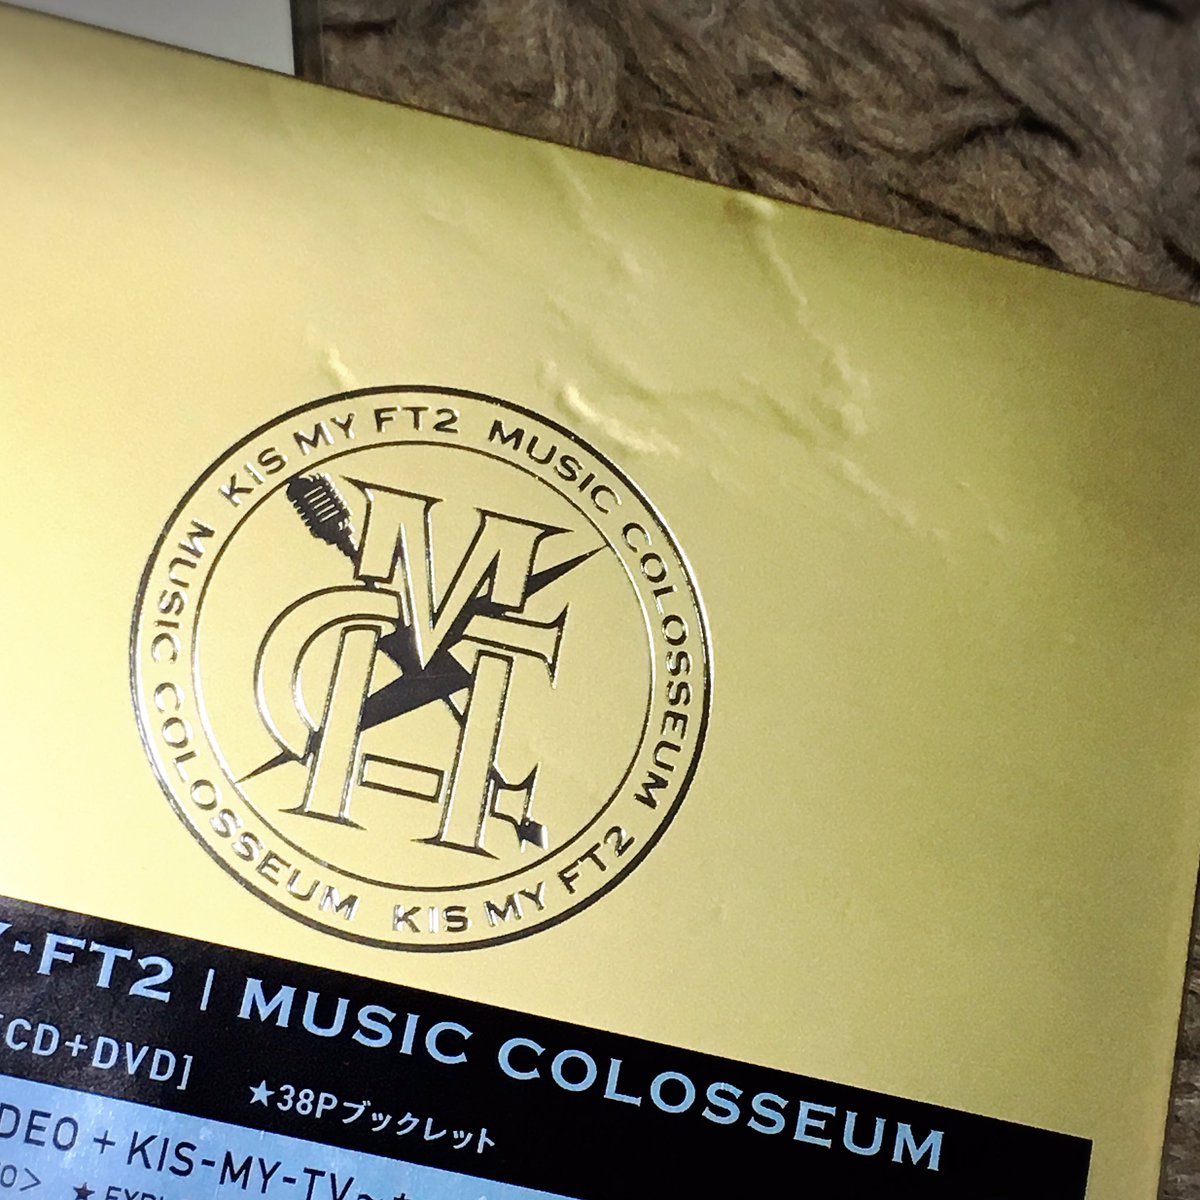 KIS MY FT2 MUSIC COLOSSEUM
KIS MY FT2 MUSIC COLOSSEUM
MCH
Y-FT2 | MUSIC COLOSSEUM
[CD+DVD] ★38Pブックレット
DEO + KIS-MY-TV~
O> ★